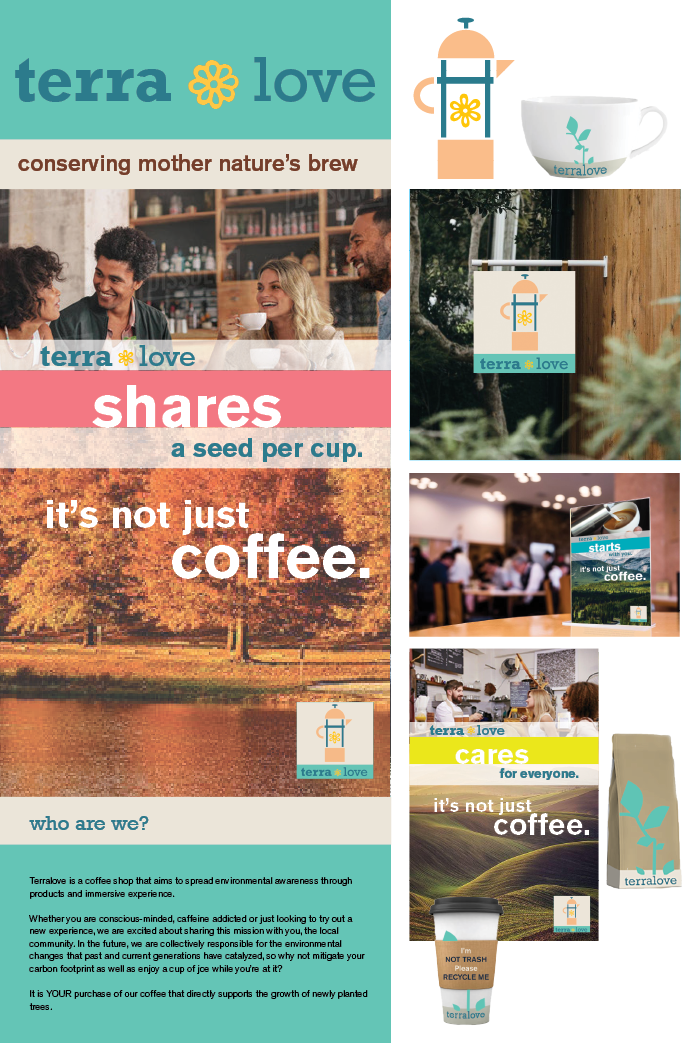 terra love
conserving mother nature's brew
terra love
shares
a seed per cup.
it's not just
coffee.
terra love
who are we?
Terralove is a coffee shop that aims to spread environmental awareness through
products and immersive experience.
Whether you are conscious-minded, caffeine addicted or just looking to try out a
new experience, we are excited about sharing this mission with you, the local
community. In the future, we are collectively responsible for the environmental
changes that past and current generations have catalyzed, so why not mitigate your
carbon footprint as well as enjoy a cup of joe while you're at it?
It is YOUR purchase of our coffee that directly supports the growth of newly planted
trees.
terralove
terra love
terra love
starts
with you.
it's not just
coffee.
terra love
cares
for everyone.
it's not just
coffee.
terra love
I'm
NOT TRASH
Please
RECYCLE ME
terralove
terralove